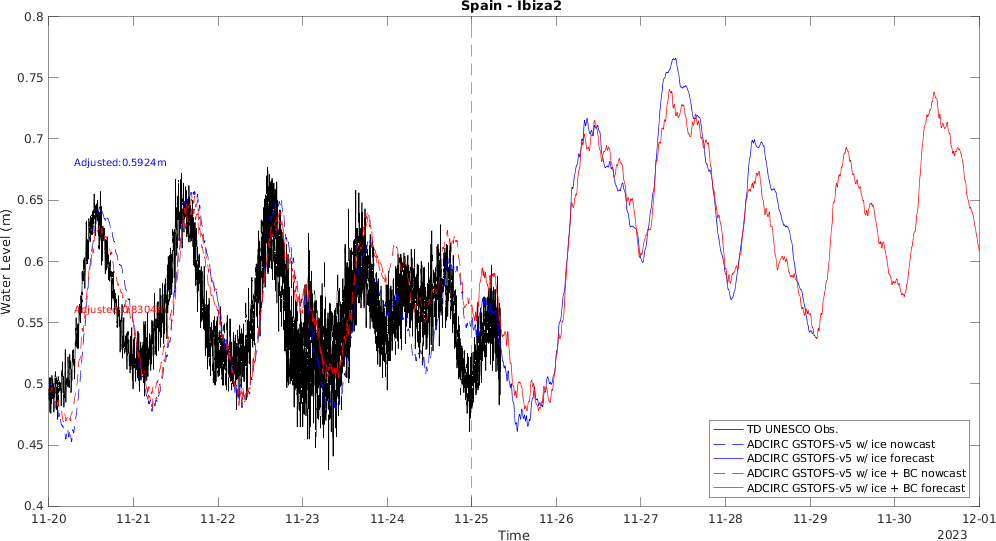 Spain - Ibiza2
0.8
0.75
0.7
0.65
0.6
0.55
0.5
0.45
0.4
Water Level (m)
Adjusted:0.5924m
Adjusted:0.8304m
TD UNESCO Obs.
ADCIRC GSTOFS-v5 w/ ice nowcast
ADCIRC GSTOFS-v5 w/ ice forecast
ADCIRC GSTOFS-v5 w/ ice + BC nowcast
ADCIRC GSTOFS-v5 w/ ice + BC forecast
11-20 11-21 11-22 11-23 11-24 11-25 11-26 11-27 11-28 11-29 11-30 12-01
Time
2023